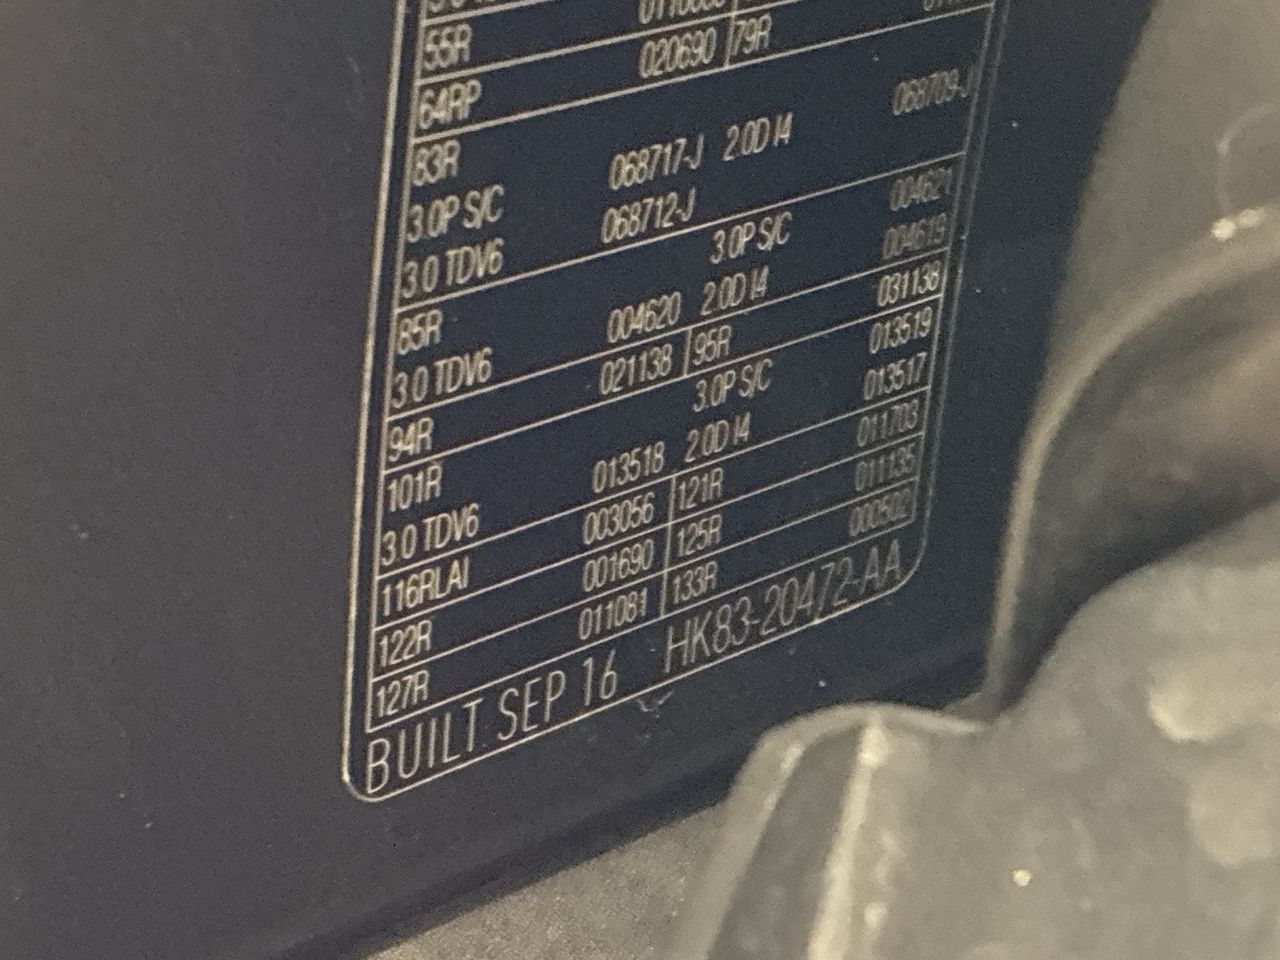 55R
64RP 020690 79R
83R
3.0P S/C 068717-J 2.0D I4 068709-J
3.0 TDV6 068712-J
85R 3.0P S/C 004621
3.0 TDV6 004620 2.0D I4 004619
94R 021138 95R 031138
101R 3.0P S/C 013519
3.0 TDV6 013518 2.0D I4 013517
116RLAI 003056 121R 011703
122R 001690 125R 011135
127R 011081 133R 000502
BUILT SEP 16 HK83-20472-AA